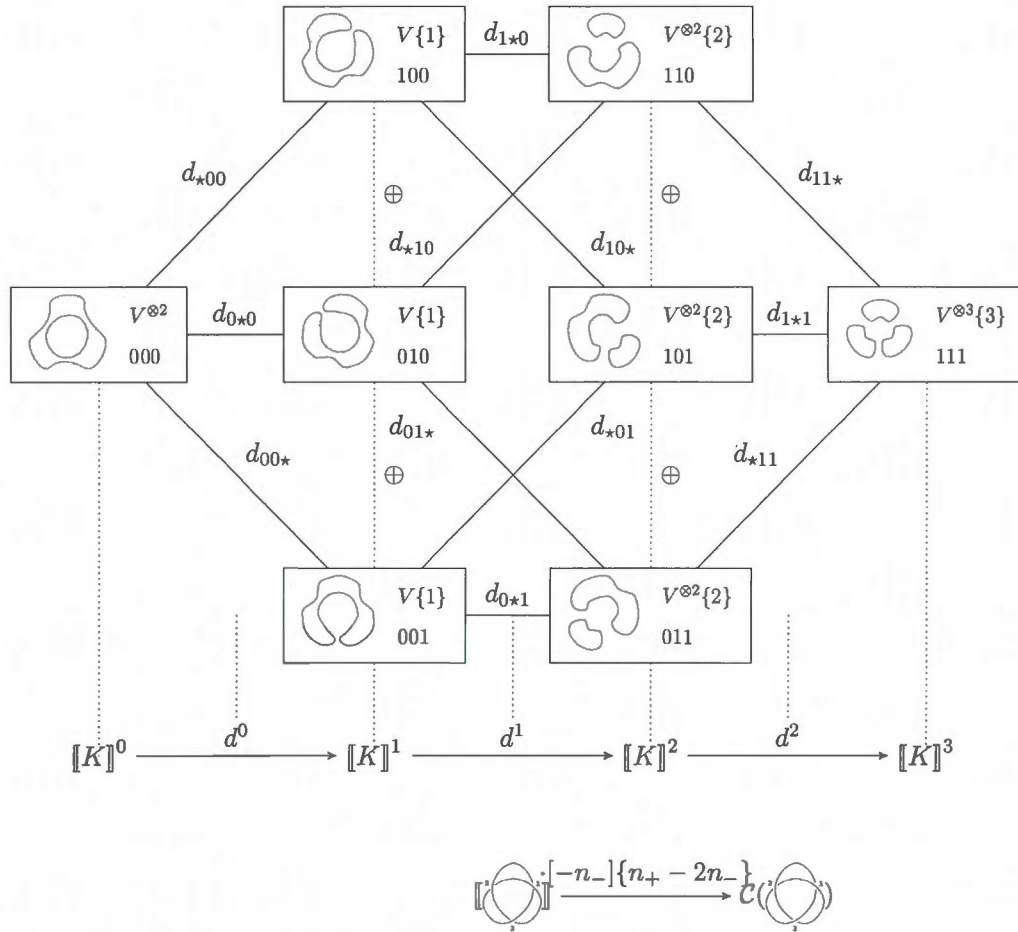 V{1} d_{1⋆0} V^{⊗2}{2}
100 110
d_{⋆00} d_{11⋆}
⊕ ⊕
d_{⋆10} d_{10⋆}
V^{⊗2} d_{0⋆0} V{1} V^{⊗2}{2} d_{1⋆1} V^{⊗3}{3}
000 010 101 111
d_{01⋆} d_{⋆01}
d_{00⋆} d_{⋆11}
⊕ ⊕
V{1} d_{0⋆1} V^{⊗2}{2}
001 011
d^0 d^1 d^2
⟦K⟧^0 ⟦K⟧^1 ⟦K⟧^2 ⟦K⟧^3
·[−n_−]{n_+ − 2n_−}
⟦ ⟧ C( )